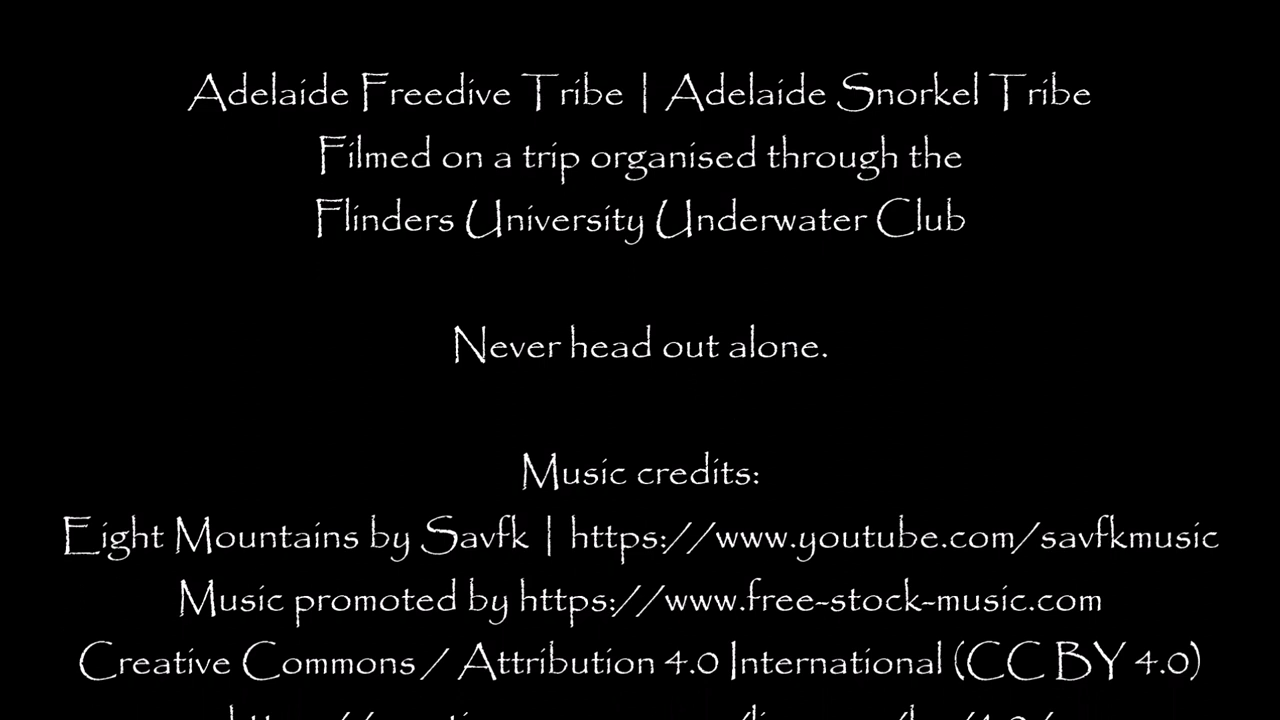 Adelaide Freedive Tribe | Adelaide Snorkel Tribe
Filmed on a trip organised through the
Flinders University Underwater Club
Never head out alone.
Music credits:
Eight Mountains by Savfk | https://www.youtube.com/savfkmusic
Music promoted by https://www.free-stock-music.com
Creative Commons / Attribution 4.0 International (CC BY 4.0)